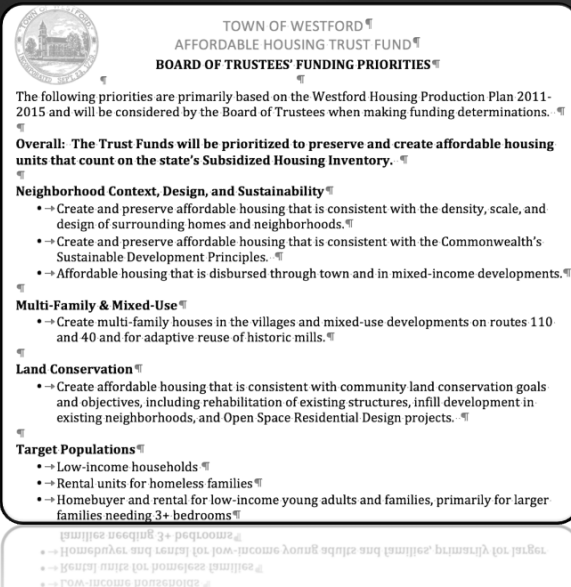 TOWN OF WESTFORD¶
AFFORDABLE HOUSING TRUST FUND¶
BOARD OF TRUSTEES' FUNDING PRIORITIES¶
¶ ¶
The following priorities are primarily based on the Westford Housing Production Plan 2011-
2015 and will be considered by the Board of Trustees when making funding determinations. ¶
¶
Overall: The Trust Funds will be prioritized to preserve and create affordable housing
units that count on the state's Subsidized Housing Inventory. ¶
¶
Neighborhood Context, Design, and Sustainability¶
•→Create and preserve affordable housing that is consistent with the density, scale, and
design of surrounding homes and neighborhoods.¶
•→Create and preserve affordable housing that is consistent with the Commonwealth's
Sustainable Development Principles. ¶
•→Affordable housing that is disbursed through town and in mixed-income developments.¶
¶
Multi-Family & Mixed-Use¶
•→Create multi-family houses in the villages and mixed-use developments on routes 110
and 40 and for adaptive reuse of historic mills.¶
¶
Land Conservation¶
•→Create affordable housing that is consistent with community land conservation goals
and objectives, including rehabilitation of existing structures, infill development in
existing neighborhoods, and Open Space Residential Design projects. ¶
¶
Target Populations¶
•→Low-income households ¶
•→Rental units for homeless families¶
•→Homebuyer and rental for low-income young adults and families, primarily for larger
families needing 3+ bedrooms¶